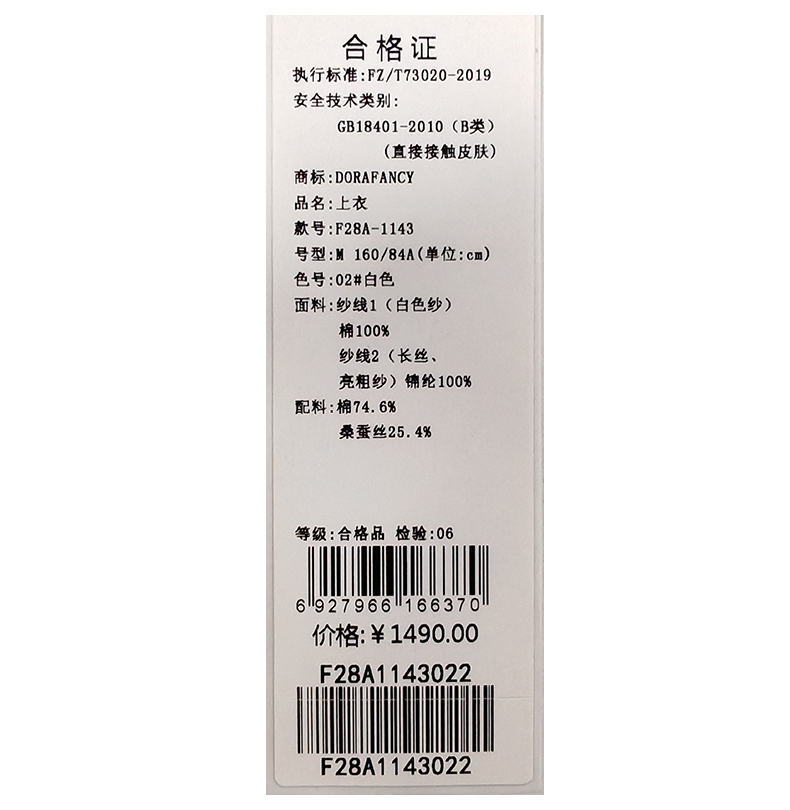 合格证
执行标准:FZ/T73020-2019
安全技术类别:
GB18401-2010（B类）
(直接接触皮肤)
商标:DORAFANCY
品名:上衣
款号:F28A-1143
号型:M 160/84A(单位:cm)
色号:02#白色
面料:纱线1（白色纱）
棉100%
纱线2（长丝、
亮粗纱）锦纶100%
配料:棉74.6%
桑蚕丝25.4%
等级:合格品 检验:06
6 927966 166370
价格:¥1490.00
F28A1143022
F28A1143022